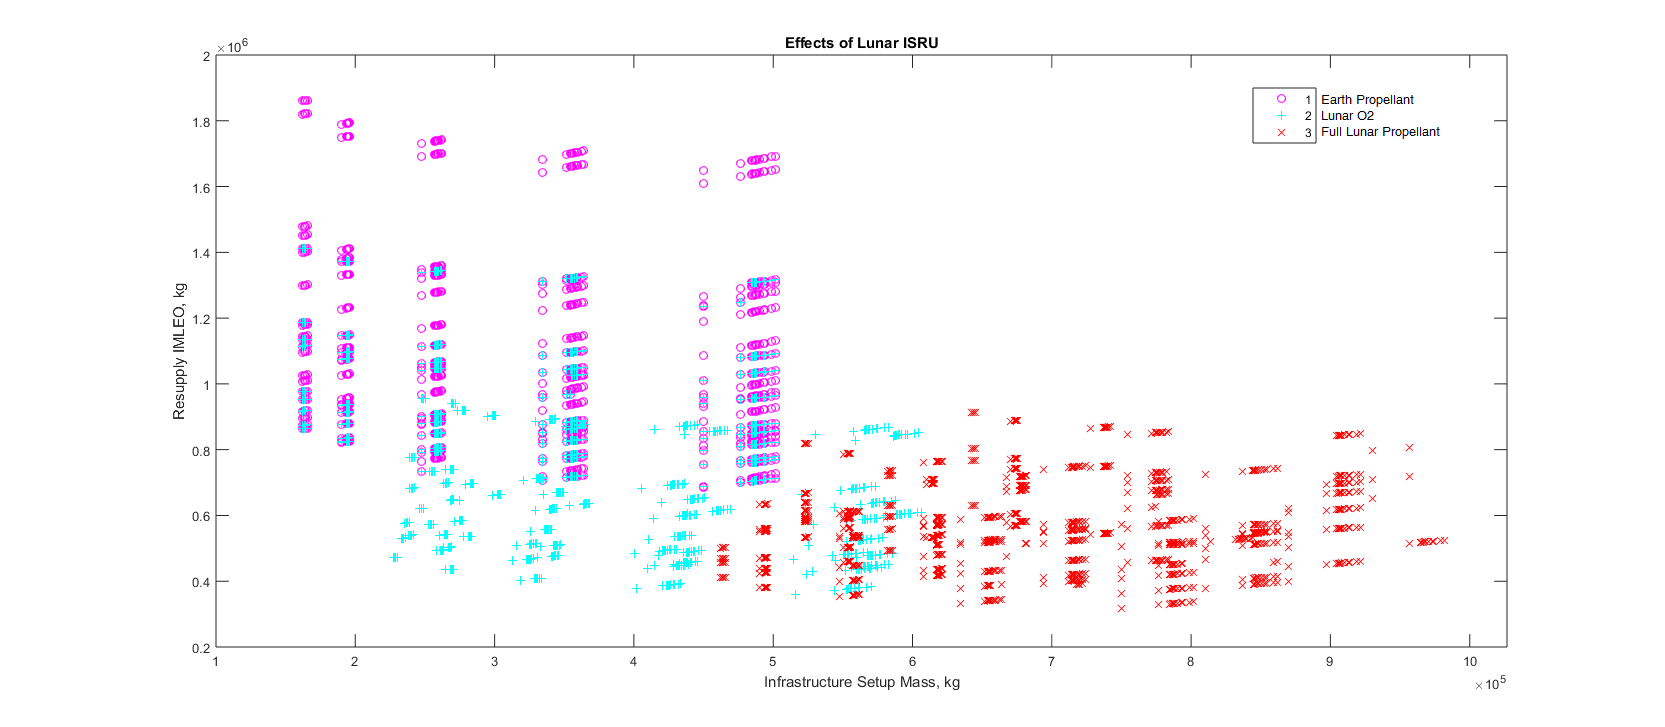 Effects of Lunar ISRU
×10^6
2
1.8
1.6
1.4
1.2
1
0.8
0.6
0.4
0.2
Resupply IMLEO, kg
1 Earth Propellant
2 Lunar O2
3 Full Lunar Propellant
1 2 3 4 5 6 7 8 9 10
Infrastructure Setup Mass, kg
×10^5